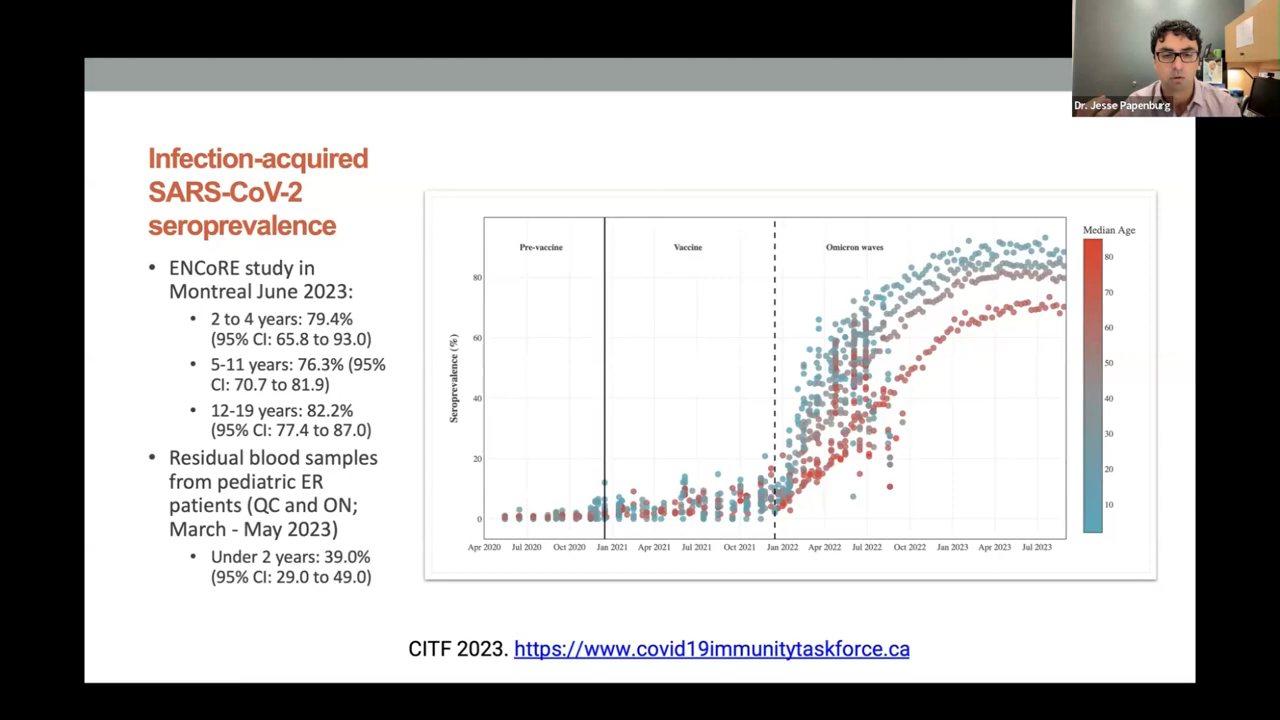 Dr. Jesse Papenburg
Infection-acquired
SARS-CoV-2
seroprevalence
• ENCoRE study in
Montreal June 2023:
• 2 to 4 years: 79.4%
(95% CI: 65.8 to 93.0)
• 5-11 years: 76.3% (95%
CI: 70.7 to 81.9)
• 12-19 years: 82.2%
(95% CI: 77.4 to 87.0)
• Residual blood samples
from pediatric ER
patients (QC and ON;
March - May 2023)
• Under 2 years: 39.0%
(95% CI: 29.0 to 49.0)
Pre-vaccine
Vaccine
Omicron waves
Seroprevalence (%)
80
60
40
20
0
Apr 2020
Jul 2020
Oct 2020
Jan 2021
Apr 2021
Jul 2021
Oct 2021
Jan 2022
Apr 2022
Jul 2022
Oct 2022
Jan 2023
Apr 2023
Jul 2023
Median Age
80
70
60
50
40
30
20
10
CITF 2023. https://www.covid19immunitytaskforce.ca